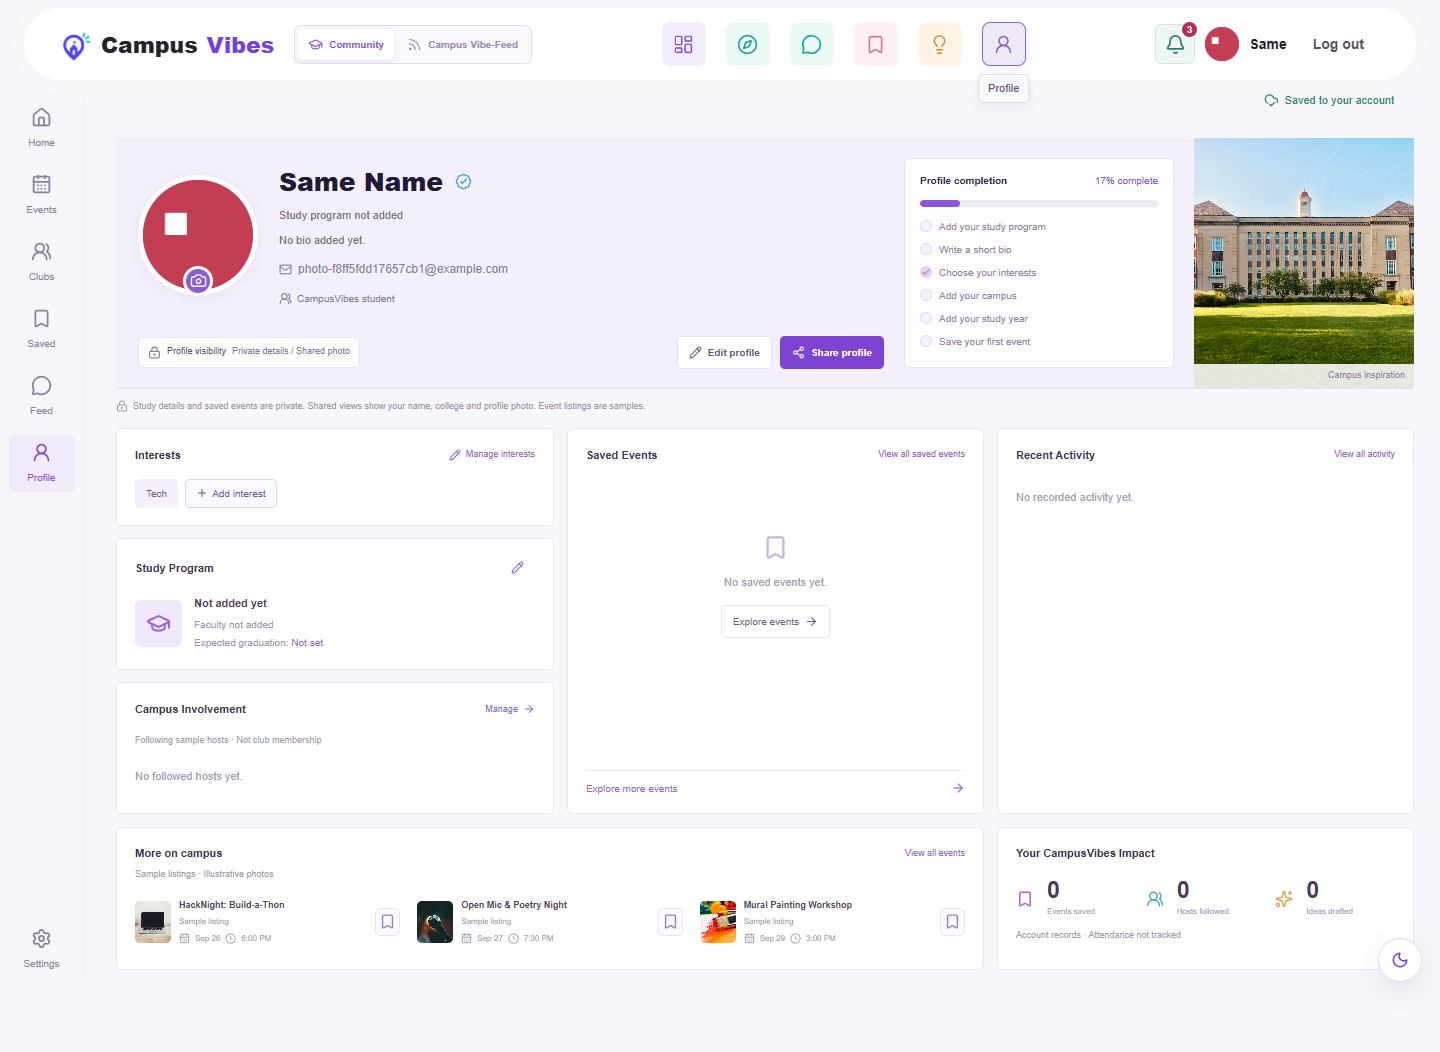 Campus Vibes
Community
Campus Vibe-Feed
3
Same
Log out
Profile
Saved to your account
Home
Events
Clubs
Saved
Feed
Profile
Settings
Same Name
Study program not added
No bio added yet.
photo-f8ff5fdd17657cb1@example.com
CampusVibes student
Profile visibility Private details / Shared photo
Edit profile
Share profile
Profile completion
17% complete
Add your study program
Write a short bio
Choose your interests
Add your campus
Add your study year
Save your first event
Campus inspiration
Study details and saved events are private. Shared views show your name, college and profile photo. Event listings are samples.
Interests
Manage interests
Tech
Add interest
Study Program
Not added yet
Faculty not added
Expected graduation: Not set
Campus Involvement
Manage
Following sample hosts · Not club membership
No followed hosts yet.
Saved Events
View all saved events
No saved events yet.
Explore events
Explore more events
Recent Activity
View all activity
No recorded activity yet.
More on campus
View all events
Sample listings · Illustrative photos
HackNight: Build-a-Thon
Sample listing
Sep 26 6:00 PM
Open Mic & Poetry Night
Sample listing
Sep 27 7:30 PM
Mural Painting Workshop
Sample listing
Sep 29 3:00 PM
Your CampusVibes Impact
0
Events saved
0
Hosts followed
0
Ideas drafted
Account records · Attendance not tracked